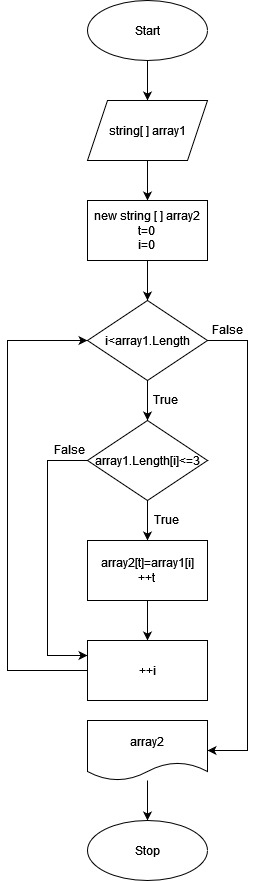 Start
string[ ] array1
new string [ ] array2
t=0
i=0
i<array1.Length
False
True
False
array1.Length[i]<=3
True
array2[t]=array1[i]
++t
++i
array2
Stop